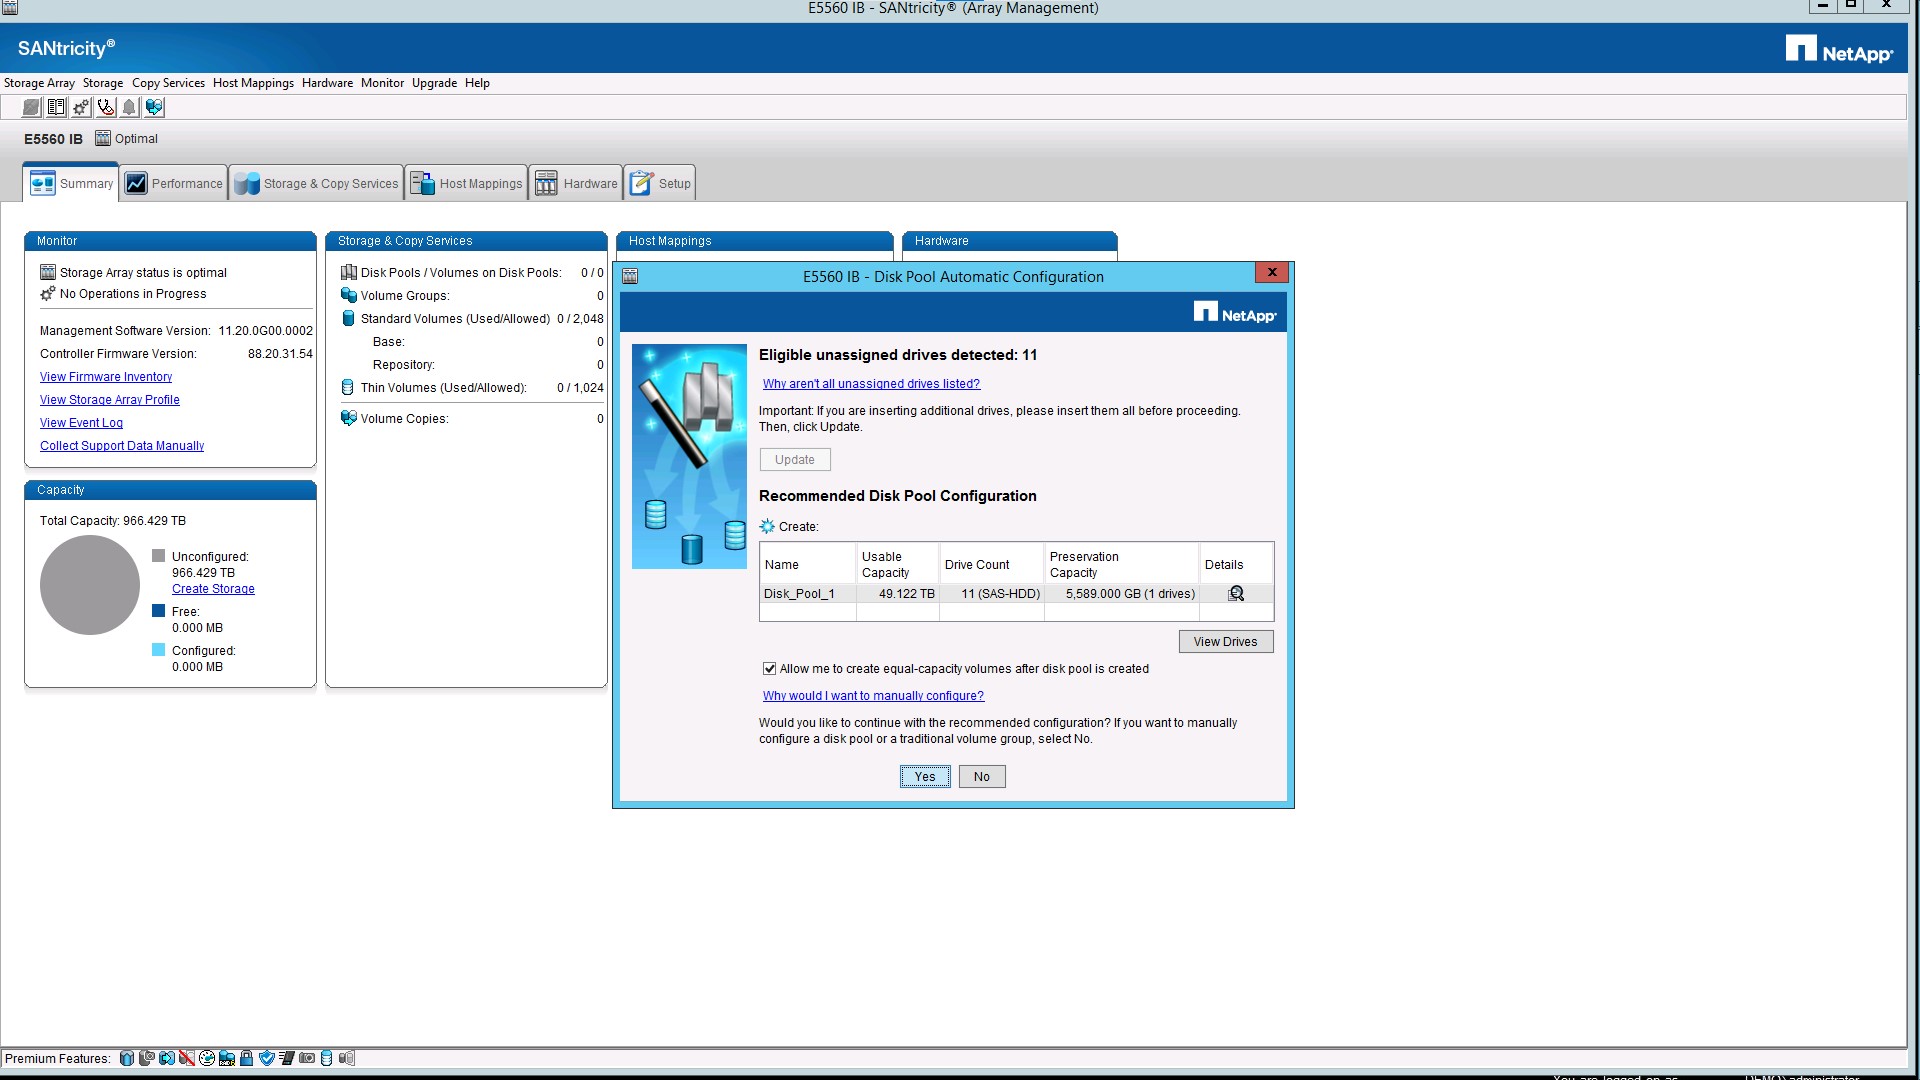 E5560 IB - SANtricity® (Array Management)
SANtricity®
NetApp®
Storage Array Storage Copy Services Host Mappings Hardware Monitor Upgrade Help
E5560 IB Optimal
Summary Performance Storage & Copy Services Host Mappings Hardware Setup
Monitor
Storage Array status is optimal
No Operations in Progress
Management Software Version: 11.20.0G00.0002
Controller Firmware Version: 88.20.31.54
View Firmware Inventory
View Storage Array Profile
View Event Log
Collect Support Data Manually
Capacity
Total Capacity: 966.429 TB
Unconfigured:
966.429 TB
Create Storage
Free:
0.000 MB
Configured:
0.000 MB
Storage & Copy Services
Disk Pools / Volumes on Disk Pools: 0 / 0
Volume Groups: 0
Standard Volumes (Used/Allowed) 0 / 2,048
Base: 0
Repository: 0
Thin Volumes (Used/Allowed): 0 / 1,024
Volume Copies: 0
Host Mappings
Hardware
E5560 IB - Disk Pool Automatic Configuration
NetApp®
Eligible unassigned drives detected: 11
Why aren't all unassigned drives listed?
Important: If you are inserting additional drives, please insert them all before proceeding.
Then, click Update.
Update
Recommended Disk Pool Configuration
Create:
Name Usable Capacity Drive Count Preservation Capacity Details
Disk_Pool_1 49.122 TB 11 (SAS-HDD) 5,589.000 GB (1 drives)
View Drives
Allow me to create equal-capacity volumes after disk pool is created
Why would I want to manually configure?
Would you like to continue with the recommended configuration? If you want to manually
configure a disk pool or a traditional volume group, select No.
Yes No
Premium Features:
You are logged on as DEMO\administrator